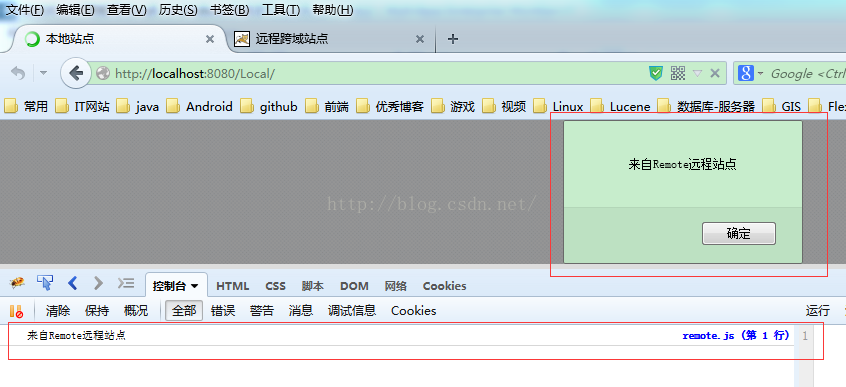 文件(F) 编辑(E) 查看(V) 历史(S) 书签(B) 工具(T) 帮助(H)
本地站点 × 远程跨域站点 × +
http://localhost:8080/Local/ Google <Ctrl
常用 IT网站 java Android github 前端 优秀博客 游戏 视频 Linux Lucene 数据库-服务器 GIS Fle
来自Remote远程站点
http://blog.csdn.net/
确定
控制台 HTML CSS 脚本 DOM 网络 Cookies
清除 保持 概况 全部 错误 警告 消息 调试信息 Cookies 运行
来自Remote远程站点 remote.js (第 1 行) 1